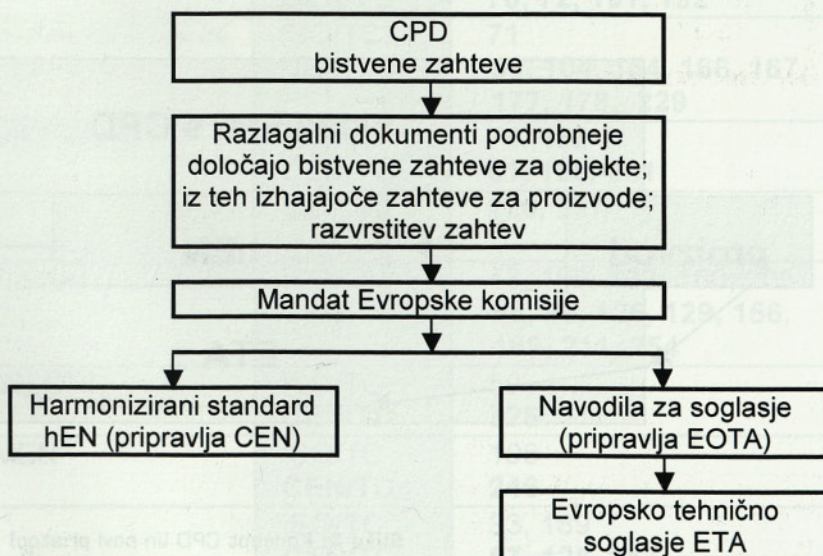 CPD
bistvene zahteve
Razlagalni dokumenti podrobneje
določajo bistvene zahteve za objekte;
iz teh izhajajoče zahteve za proizvode;
razvrstitev zahtev
Mandat Evropske komisije
Harmonizirani standard
hEN (pripravlja CEN)
Navodila za soglasje
(pripravlja EOTA)
Evropsko tehnično
soglasje ETA